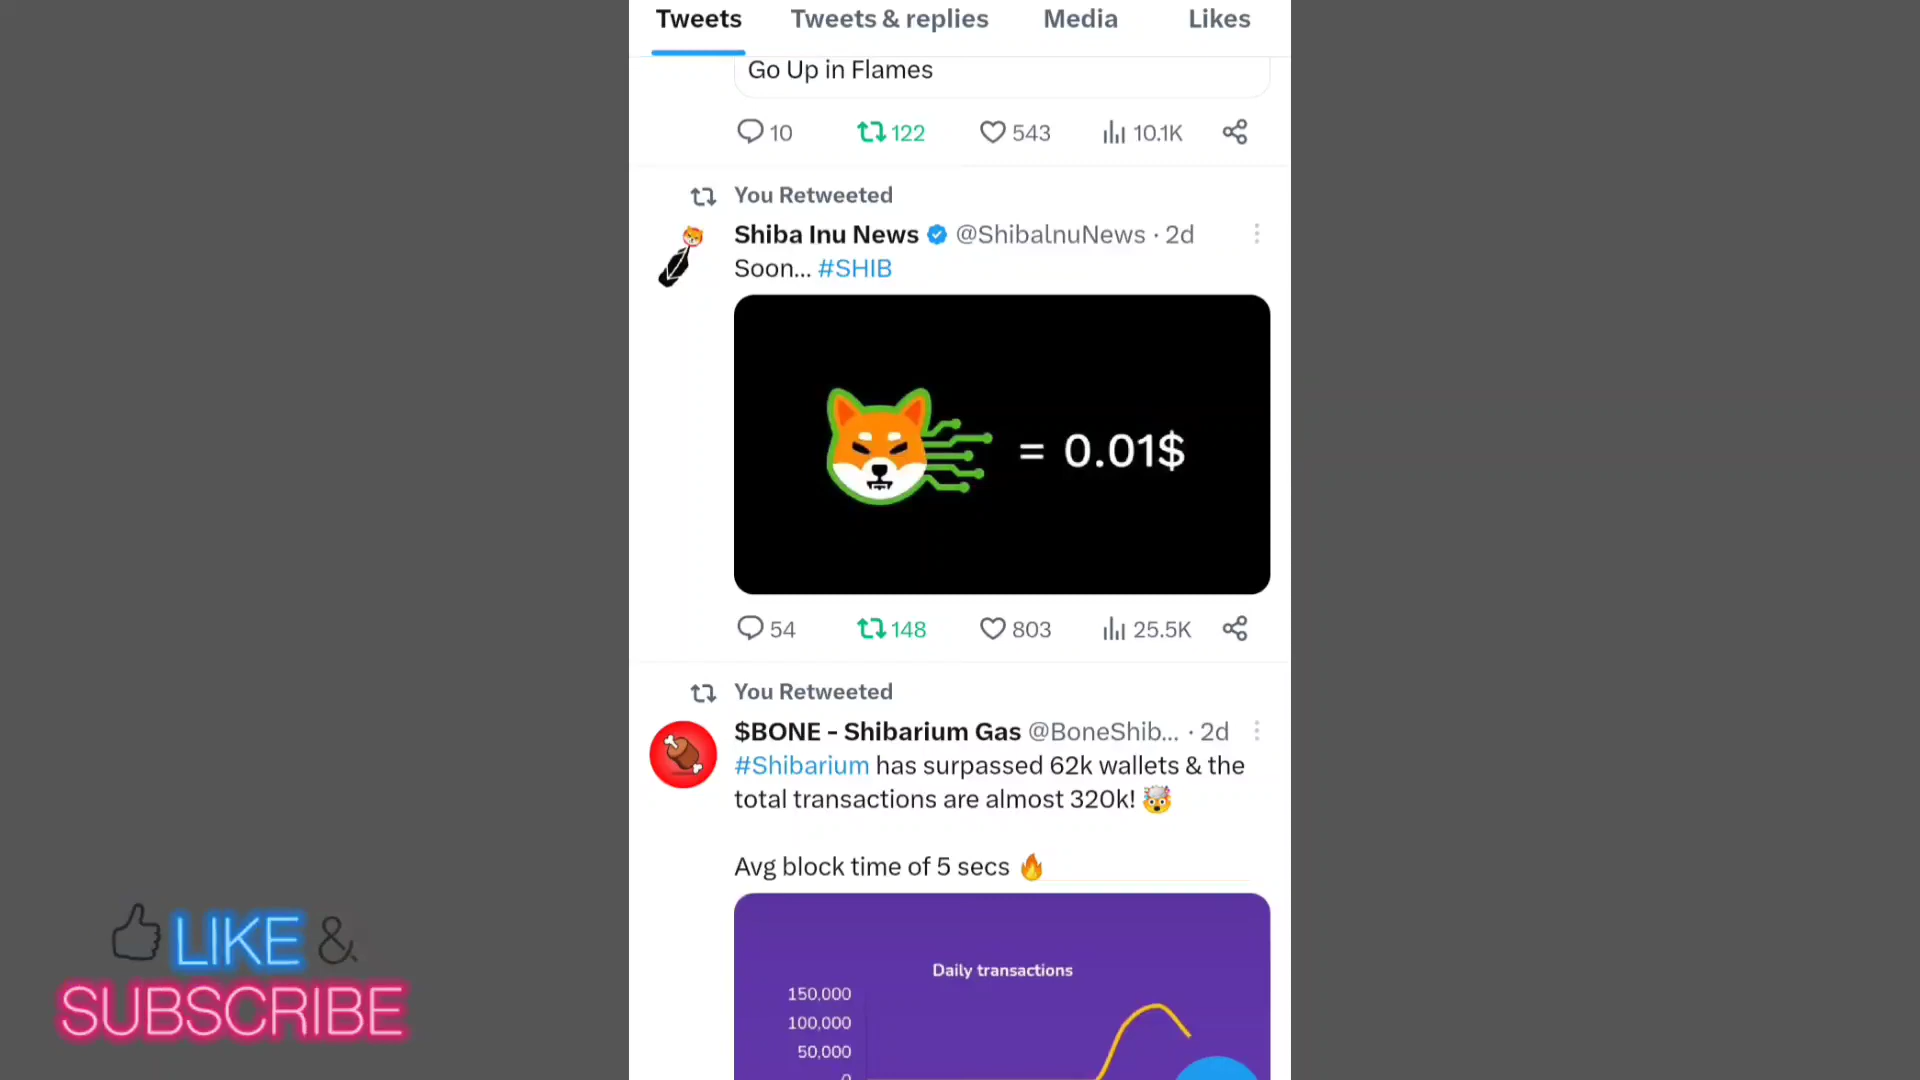 Tweets Tweets & replies Media Likes
Go Up in Flames
10 122 543 10.1K
You Retweeted
Shiba Inu News @ShibalnuNews · 2d
Soon... #SHIB
= 0.01$
54 148 803 25.5K
You Retweeted
$BONE - Shibarium Gas @BoneShib... · 2d
#Shibarium has surpassed 62k wallets & the
total transactions are almost 320k! 🤯
Avg block time of 5 secs 🔥
Daily transactions
150,000
100,000
50,000
0
LIKE &
SUBSCRIBE